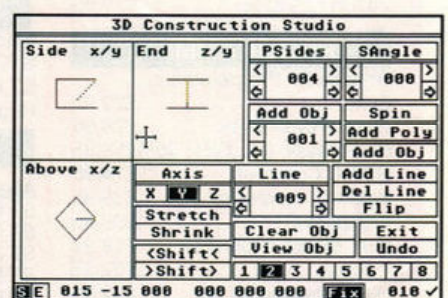 3D Construction Studio
Side x/y End z/y PSides SAngle
< 004 > < 000 >
Add Obj Spin
< 001 > Add Poly
Add Obj
Above x/z Axis Line Add Line
X Y Z < 009 > Del Line
Stretch Flip
Shrink Clear Obj Exit
<Shift< View Obj Undo
>Shift> 1 2 3 4 5 6 7 8
S E 015 -15 000 000 000 000 Fix 010 ✓